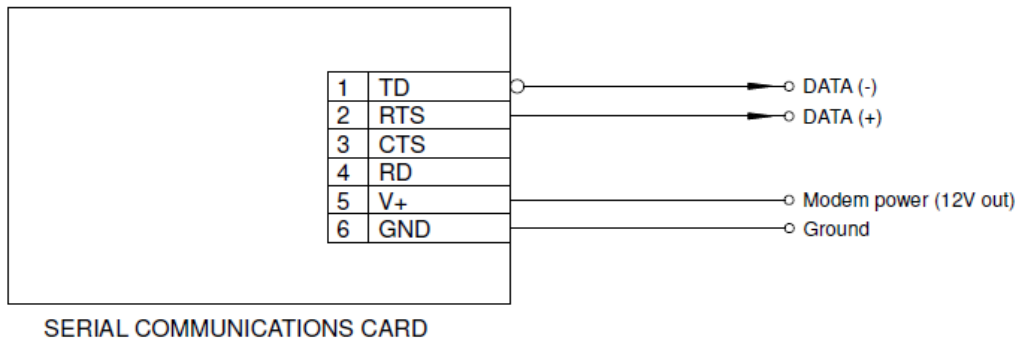 1 TD DATA (-)
2 RTS DATA (+)
3 CTS
4 RD
5 V+ Modem power (12V out)
6 GND Ground
SERIAL COMMUNICATIONS CARD